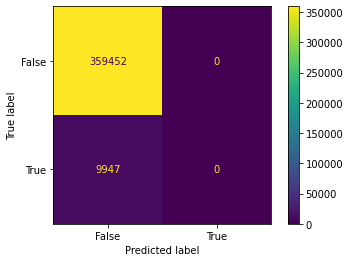 350000
300000
250000
200000
150000
100000
50000
0
True label
False
True
359452 0
9947 0
False True
Predicted label